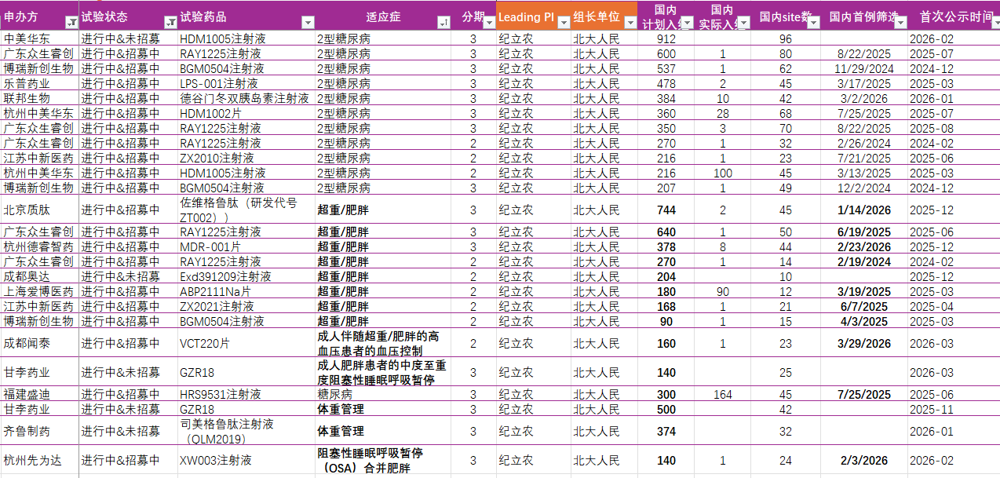 申办方 试验状态 试验药品 适应症 分期 Leading PI 组长单位 国内 国内 国内site数 国内首例筛选 首次公示时间
计划入组 实际入组
中美华东 进行中&未招募 HDM1005注射液 2型糖尿病 3 纪立农 北大人民 912 96 2026-02
广东众生睿创 进行中&招募中 RAY1225注射液 2型糖尿病 3 纪立农 北大人民 600 1 80 8/22/2025 2025-07
博瑞新创生物 进行中&招募中 BGM0504注射液 2型糖尿病 3 纪立农 北大人民 537 1 62 11/29/2024 2024-12
乐普药业 进行中&招募中 LPS-001注射液 2型糖尿病 3 纪立农 北大人民 478 2 45 3/17/2025 2025-03
联邦生物 进行中&招募中 德谷门冬双胰岛素注射液 2型糖尿病 3 纪立农 北大人民 384 10 42 3/2/2026 2026-01
杭州中美华东 进行中&招募中 HDM1002片 2型糖尿病 3 纪立农 北大人民 360 28 68 7/25/2025 2025-07
广东众生睿创 进行中&招募中 RAY1225注射液 2型糖尿病 3 纪立农 北大人民 350 3 70 8/22/2025 2025-08
广东众生睿创 进行中&招募中 RAY1225注射液 2型糖尿病 2 纪立农 北大人民 270 1 32 2/26/2024 2024-02
江苏中新医药 进行中&招募中 ZX2010注射液 2型糖尿病 2 纪立农 北大人民 216 1 23 7/21/2025 2025-06
杭州中美华东 进行中&招募中 HDM1005注射液 2型糖尿病 2 纪立农 北大人民 216 100 45 3/13/2025 2025-03
博瑞新创生物 进行中&招募中 BGM0504注射液 2型糖尿病 3 纪立农 北大人民 207 1 49 12/2/2024 2024-12
北京质肽 进行中&招募中 佐维格鲁肽（研发代号 超重/肥胖 3 纪立农 北大人民 744 2 45 1/14/2026 2025-12
ZT002））
广东众生睿创 进行中&招募中 RAY1225注射液 超重/肥胖 3 纪立农 北大人民 640 1 50 6/19/2025 2025-06
杭州德睿智药 进行中&招募中 MDR-001片 超重/肥胖 3 纪立农 北大人民 378 8 44 2/23/2026 2025-12
广东众生睿创 进行中&招募中 RAY1225注射液 超重/肥胖 2 纪立农 北大人民 270 1 14 2/19/2024 2024-02
成都奥达 进行中&未招募 Exd391209注射液 超重/肥胖 2 纪立农 北大人民 204 10 2025-12
上海爱博医药 进行中&招募中 ABP2111Na片 超重/肥胖 2 纪立农 北大人民 180 90 12 3/19/2025 2025-03
江苏中新医药 进行中&招募中 ZX2021注射液 超重/肥胖 2 纪立农 北大人民 168 1 21 6/7/2025 2025-04
博瑞新创生物 进行中&招募中 BGM0504注射液 超重/肥胖 2 纪立农 北大人民 90 1 15 4/3/2025 2025-03
成都闻泰 进行中&招募中 VCT220片 成人伴随超重/肥胖的高 2 纪立农 北大人民 160 1 23 3/29/2026 2026-03
血压患者的血压控制
甘李药业 进行中&未招募 GZR18 成人肥胖患者的中度至重 3 纪立农 北大人民 140 25 2026-03
度阻塞性睡眠呼吸暂停
福建盛迪 进行中&招募中 HRS9531注射液 糖尿病 3 纪立农 北大人民 300 164 45 7/25/2025 2025-06
甘李药业 进行中&未招募 GZR18 体重管理 3 纪立农 北大人民 500 42 2025-11
齐鲁制药 进行中&未招募 司美格鲁肽注射液 体重管理 3 纪立农 北大人民 374 32 2026-01
（QLM2019）
杭州先为达 进行中&招募中 XW003注射液 阻塞性睡眠呼吸暂停 3 纪立农 北大人民 140 1 24 2/3/2026 2026-02
（OSA）合并肥胖